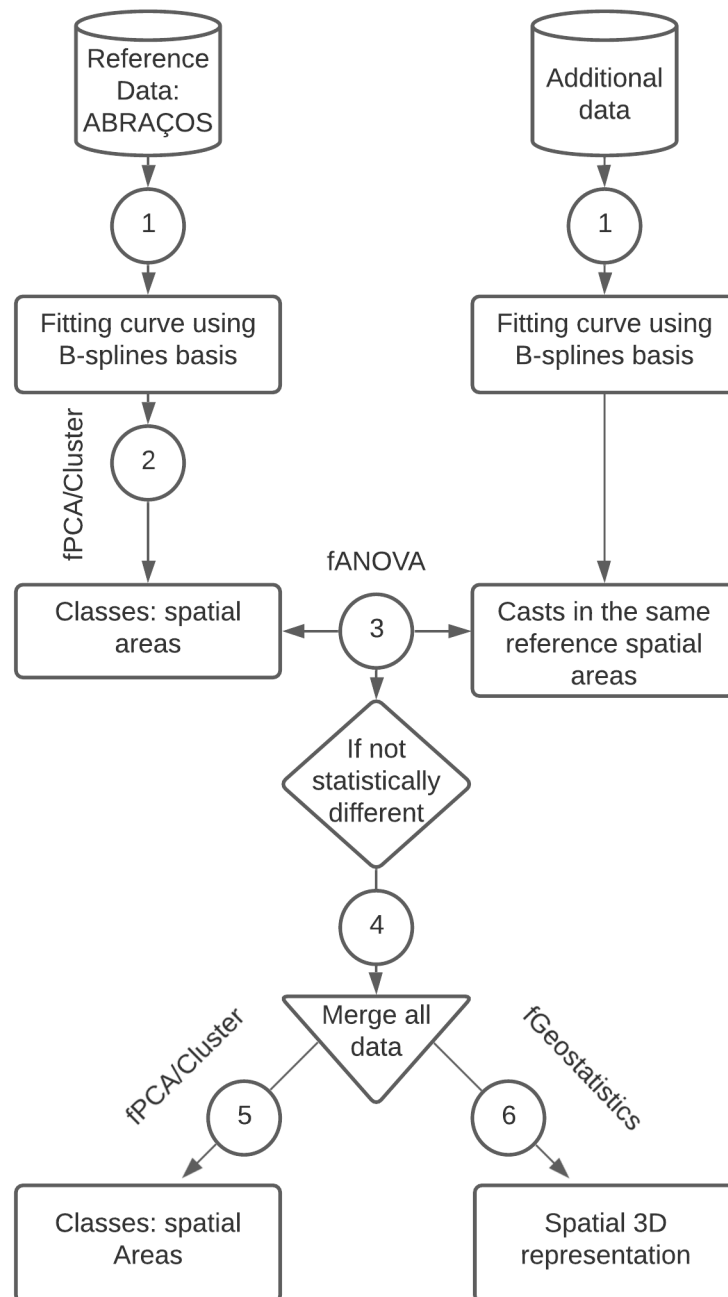 Reference
Data:
ABRAÇOS
Additional
data
1
1
Fitting curve using
B-splines basis
Fitting curve using
B-splines basis
fPCA/Cluster
2
fANOVA
Classes: spatial
areas
3
Casts in the same
reference spatial
areas
If not
statistically
different
4
Merge all
data
fPCA/Cluster
fGeostatistics
5
6
Classes: spatial
Areas
Spatial 3D
representation